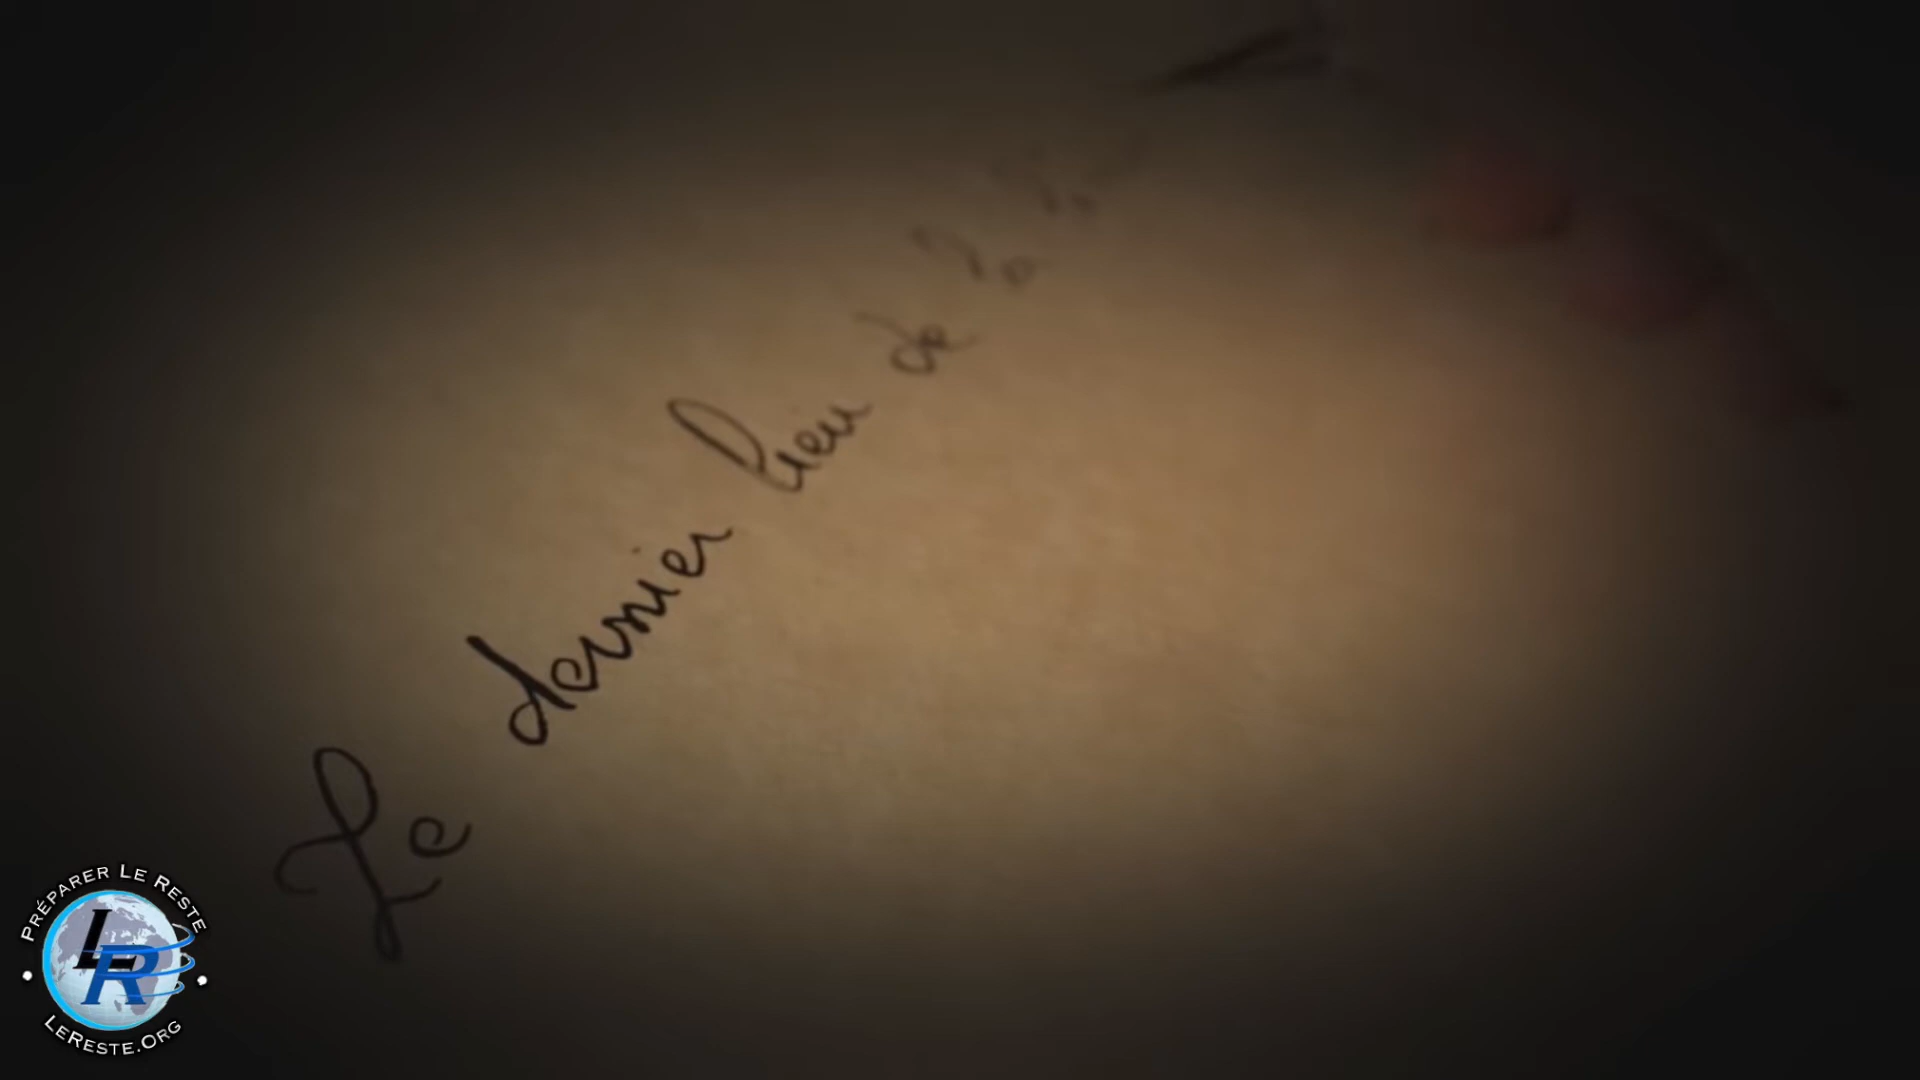 Le dernier lieu de
PRÉPARER LE RESTE
LR
LERESTE.ORG